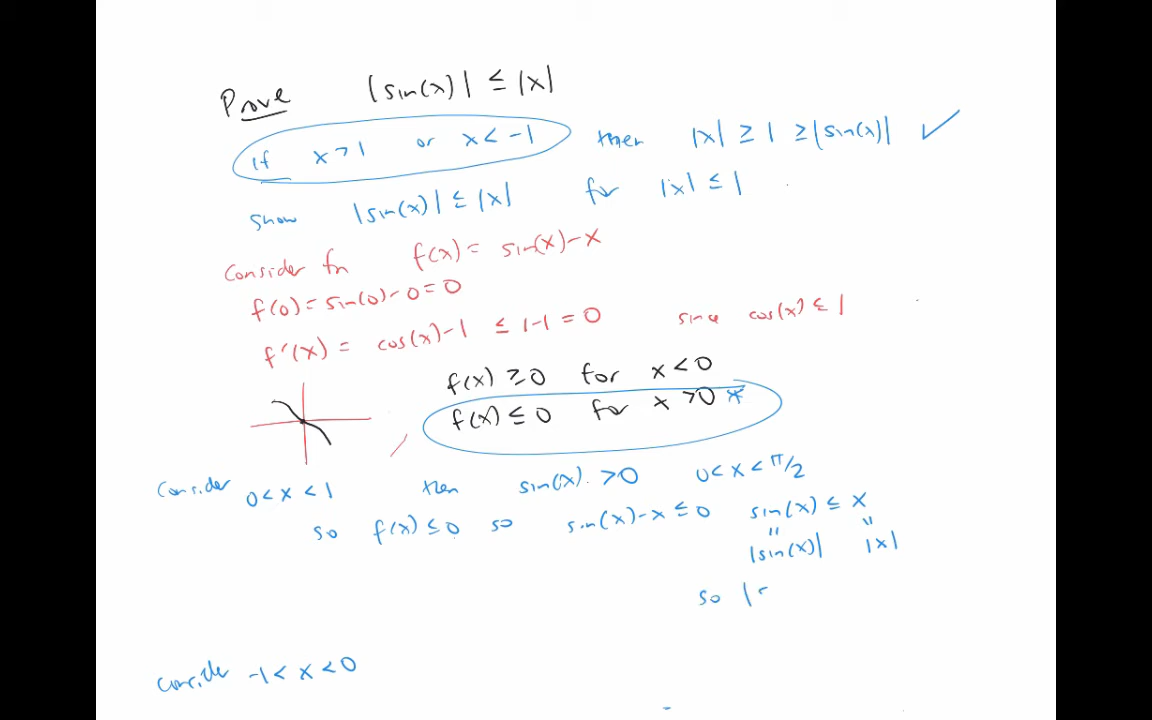 Prove |sin(x)| ≤ |x|
If x > 1 or x < -1 then |x| ≥ 1 ≥ |sin(x)| ✓
show |sin(x)| ≤ |x| for |x| ≤ 1
Consider fn f(x) = sin(x) - x
f(0) = sin(0) - 0 = 0
f'(x) = cos(x) - 1 ≤ 1 - 1 = 0 since cos(x) ≤ 1
f(x) ≥ 0 for x < 0
f(x) ≤ 0 for x > 0 *
Consider 0 < x < 1 then sin(x) > 0 0 < x < π/2
so f(x) ≤ 0 so sin(x) - x ≤ 0 sin(x) ≤ x
" "
|sin(x)| |x|
so |s
Consider -1 < x < 0